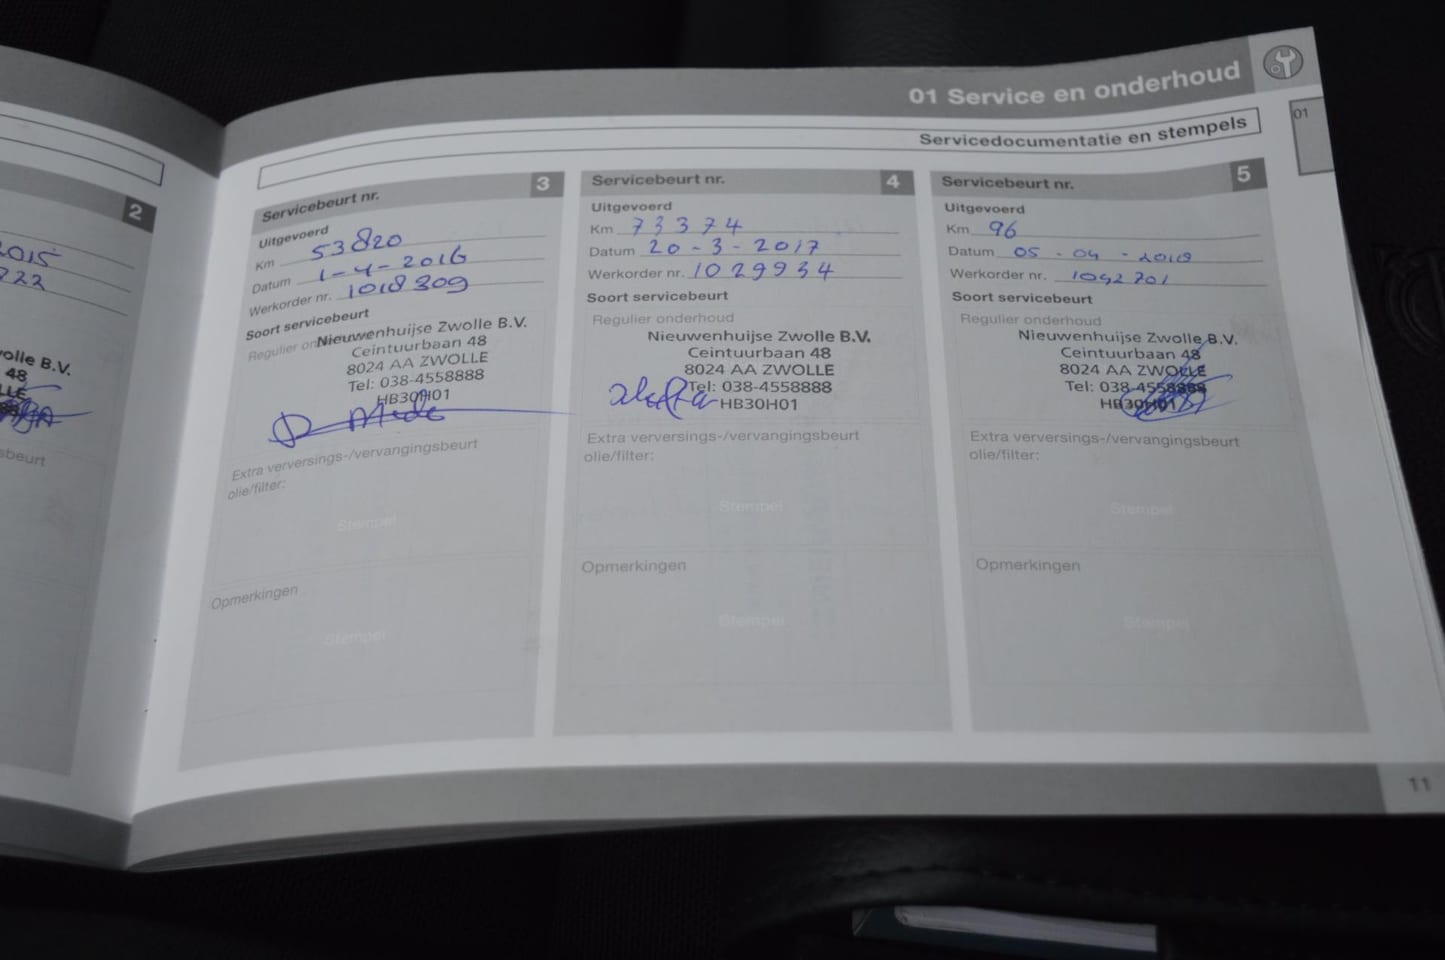 01 Service en onderhoud
Servicedocumentatie en stempels
01
2
2015
722
olle B.V.
48
LLE
sbeurt
Servicebeurt nr. 3
Uitgevoerd
Km 53820
Datum 1-4-2016
Werkorder nr. 1018309
Soort servicebeurt
Regulier on
Nieuwenhuijse Zwolle B.V.
Ceintuurbaan 48
8024 AA ZWOLLE
Tel: 038-4558888
HB30H01
Extra verversings-/vervangingsbeurt
olie/filter:
Stempel
Opmerkingen
Stempel
Servicebeurt nr. 4
Uitgevoerd
Km 73374
Datum 20-3-2017
Werkorder nr. 1029934
Soort servicebeurt
Regulier onderhoud
Nieuwenhuijse Zwolle B.V.
Ceintuurbaan 48
8024 AA ZWOLLE
Tel: 038-4558888
HB30H01
Extra verversings-/vervangingsbeurt
olie/filter:
Stempel
Opmerkingen
Stempel
Servicebeurt nr. 5
Uitgevoerd
Km 96
Datum 05-04-2018
Werkorder nr. 1042701
Soort servicebeurt
Regulier onderhoud
Nieuwenhuijse Zwolle B.V.
Ceintuurbaan 48
8024 AA ZWOLLE
Tel: 038-4558888
HB30H01
Extra verversings-/vervangingsbeurt
olie/filter:
Stempel
Opmerkingen
Stempel
11